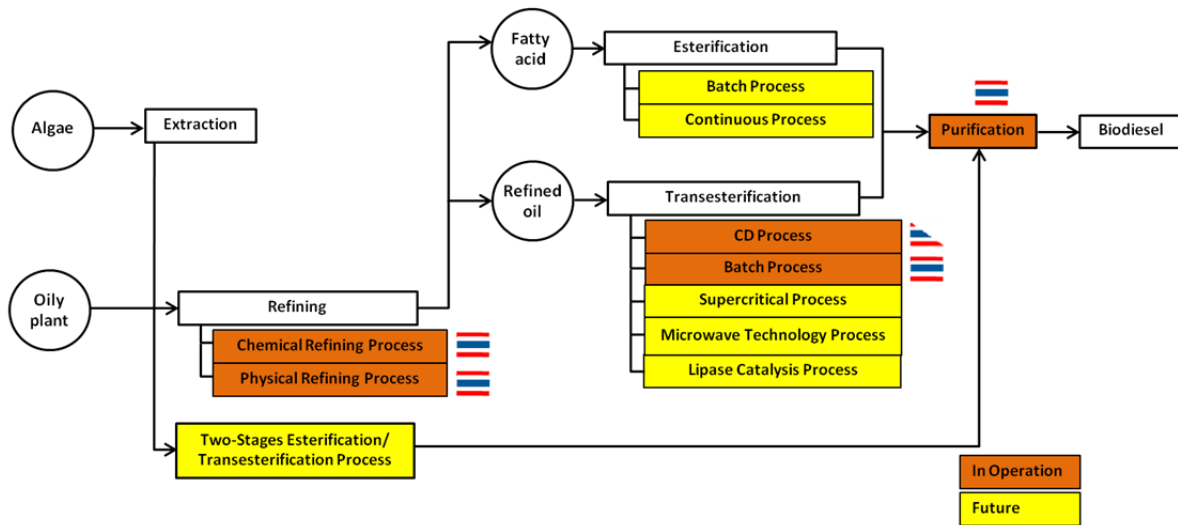 Algae
Extraction
Oily
plant
Refining
Chemical Refining Process
Physical Refining Process
Two-Stages Esterification/
Transesterification Process
Fatty
acid
Esterification
Batch Process
Continuous Process
Refined
oil
Transesterification
CD Process
Batch Process
Supercritical Process
Microwave Technology Process
Lipase Catalysis Process
Purification
Biodiesel
In Operation
Future